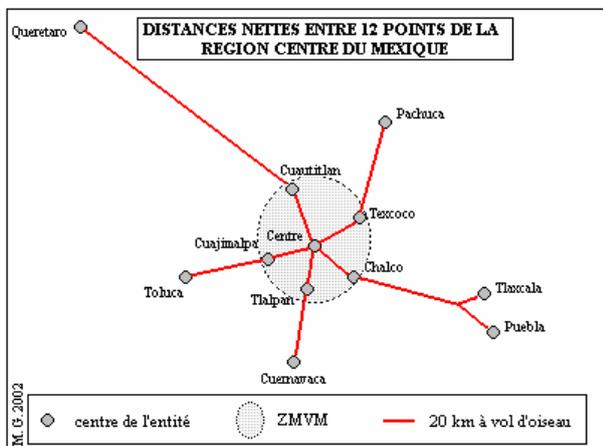 DISTANCES NETTES ENTRE 12 POINTS DE LA
REGION CENTRE DU MEXIQUE
Queretaro
Pachuca
Cuautitlan
Texcoco
Cuajimalpa
Centre
Chalco
Toluca
Tlalpan
Tlaxcala
Puebla
Cuernavaca
M. G. 2002
centre de l'entité
ZMVM
20 km à vol d'oiseau